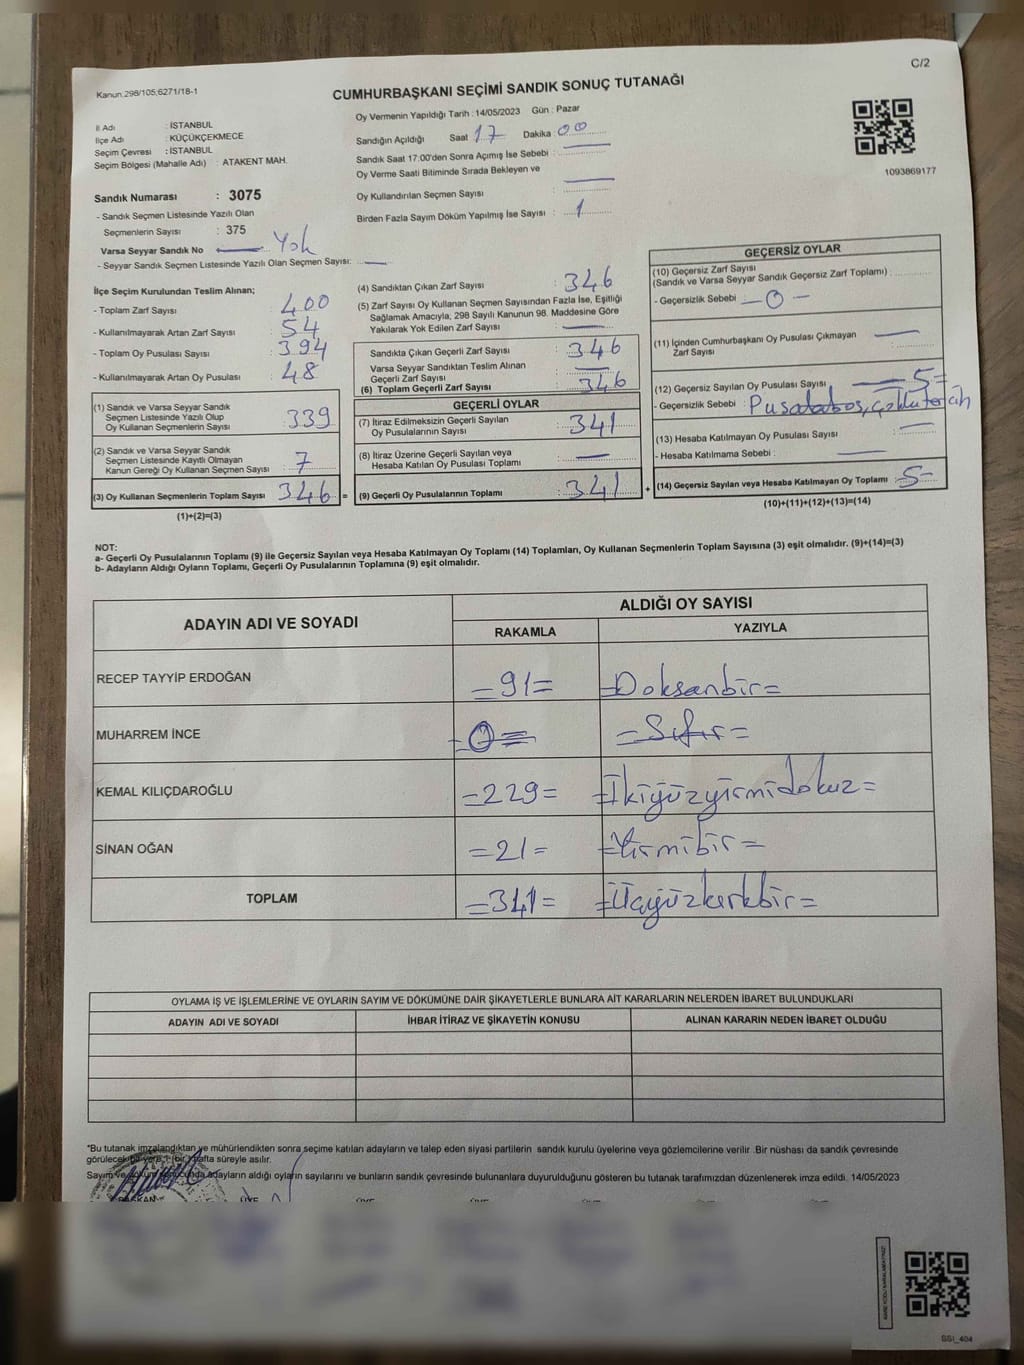 C/2
Kanun:298/105;6271/18-1
CUMHURBAŞKANI SEÇİMİ SANDIK SONUÇ TUTANAĞI
İl Adı : İSTANBUL
İlçe Adı : KÜÇÜKÇEKMECE
Seçim Çevresi : İSTANBUL
Seçim Bölgesi (Mahalle Adı) : ATAKENT MAH.
Sandık Numarası : 3075
- Sandık Seçmen Listesinde Yazılı Olan
Seçmenlerin Sayısı : 375
Varsa Seyyar Sandık No Yok
- Seyyar Sandık Seçmen Listesinde Yazılı Olan Seçmen Sayısı:
Oy Vermenin Yapıldığı Tarih : 14/05/2023 Gün : Pazar
Sandığın Açıldığı Saat 17 Dakika : 00
Sandık Saat 17:00'den Sonra Açımış İse Sebebi :
Oy Verme Saati Bitiminde Sırada Bekleyen ve
Oy Kullandırılan Seçmen Sayısı :
Birden Fazla Sayım Döküm Yapılmış İse Sayısı : 1
1093869177
İlçe Seçim Kurulundan Teslim Alınan;
- Toplam Zarf Sayısı : 400
- Kullanılmayarak Artan Zarf Sayısı : 54
- Toplam Oy Pusulası Sayısı : 394
- Kullanılmayarak Artan Oy Pusulası : 48
(1) Sandık ve Varsa Seyyar Sandık
Seçmen Listesinde Yazılı Olup
Oy Kullanan Seçmenlerin Sayısı : 339
(2) Sandık ve Varsa Seyyar Sandık
Seçmen Listesinde Kayıtlı Olmayan
Kanun Gereği Oy Kullanan Seçmen Sayısı : 7
(3) Oy Kullanan Seçmenlerin Toplam Sayısı : 346 =
(1)+(2)=(3)
(4) Sandıktan Çıkan Zarf Sayısı : 346
(5) Zarf Sayısı Oy Kullanan Seçmen Sayısından Fazla İse, Eşitliği
Sağlamak Amacıyla, 298 Sayılı Kanunun 98. Maddesine Göre
Yakılarak Yok Edilen Zarf Sayısı :
Sandıkta Çıkan Geçerli Zarf Sayısı : 346
Varsa Seyyar Sandıktan Teslim Alınan
Geçerli Zarf Sayısı :
(6) Toplam Geçerli Zarf Sayısı : 346
GEÇERLİ OYLAR
(7) İtiraz Edilmeksizin Geçerli Sayılan
Oy Pusulalarının Sayısı : 341
(8) İtiraz Üzerine Geçerli Sayılan veya
Hesaba Katılan Oy Pusulası Toplamı :
(9) Geçerli Oy Pusulalarının Toplamı : 341 +
GEÇERSİZ OYLAR
(10) Geçersiz Zarf Sayısı
(Sandık ve Varsa Seyyar Sandık Geçersiz Zarf Toplamı) :
- Geçersizlik Sebebi : - 0 -
(11) İçinden Cumhurbaşkanı Oy Pusulası Çıkmayan
Zarf Sayısı :
(12) Geçersiz Sayılan Oy Pusulası Sayısı : 5=
- Geçersizlik Sebebi :
(13) Hesaba Katılmayan Oy Pusulası Sayısı :
- Hesaba Katılmama Sebebi :
(14) Geçersiz Sayılan veya Hesaba Katılmayan Oy Toplamı : 5-
(10)+(11)+(12)+(13)=(14)
NOT:
a- Geçerli Oy Pusulalarının Toplamı (9) ile Geçersiz Sayılan veya Hesaba Katılmayan Oy Toplamı (14) Toplamları, Oy Kullanan Seçmenlerin Toplam Sayısına (3) eşit olmalıdır. (9)+(14)=(3)
b- Adayların Aldığı Oyların Toplamı, Geçerli Oy Pusulalarının Toplamına (9) eşit olmalıdır.
ADAYIN ADI VE SOYADI ALDIĞI OY SAYISI
RAKAMLA YAZIYLA
RECEP TAYYİP ERDOĞAN =91= =Doksanbir=
MUHARREM İNCE =0= =Sıfır=
KEMAL KILIÇDAROĞLU =229= =İkiyüzyirmidokuz=
SİNAN OĞAN =21= =Yirmibir=
TOPLAM =341= =Üçyüzkırkbir=
OYLAMA İŞ VE İŞLEMLERİNE VE OYLARIN SAYIM VE DÖKÜMÜNE DAİR ŞİKAYETLERLE BUNLARA AİT KARARLARIN NELERDEN İBARET BULUNDUKLARI
ADAYIN ADI VE SOYADI İHBAR İTİRAZ VE ŞİKAYETİN KONUSU ALINAN KARARIN NEDEN İBARET OLDUĞU
"Bu tutanak imzalandıktan ve mühürlendikten sonra seçime katılan adayların ve talep eden siyasi partilerin sandık kurulu üyelerine veya gözlemcilerine verilir .Bir nüshası da sandık çevresinde
görülecek bir yere 1 (bir) hafta süreyle asılır.
Sayım ve adayların aldığı oyların sayılarını ve bunların sandık çevresinde bulunanlara duyurulduğunu gösteren bu tutanak tarafımızdan düzenlenerek imza edildi. 14/05/2023
BAŞKAN ÜYE ÜYE ÜYE ÜYE ÜYE
SSI_404